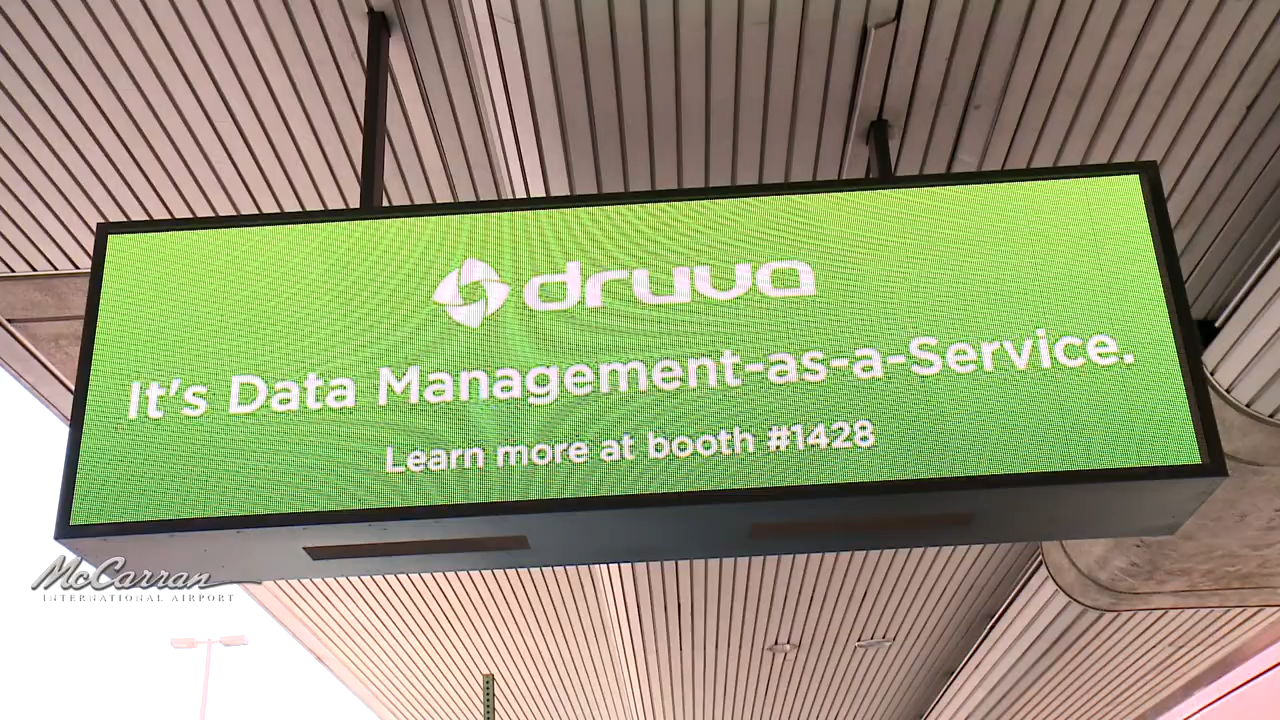 druva
It's Data Management-as-a-Service.
Learn more at booth #1428
McCarran
INTERNATIONAL AIRPORT